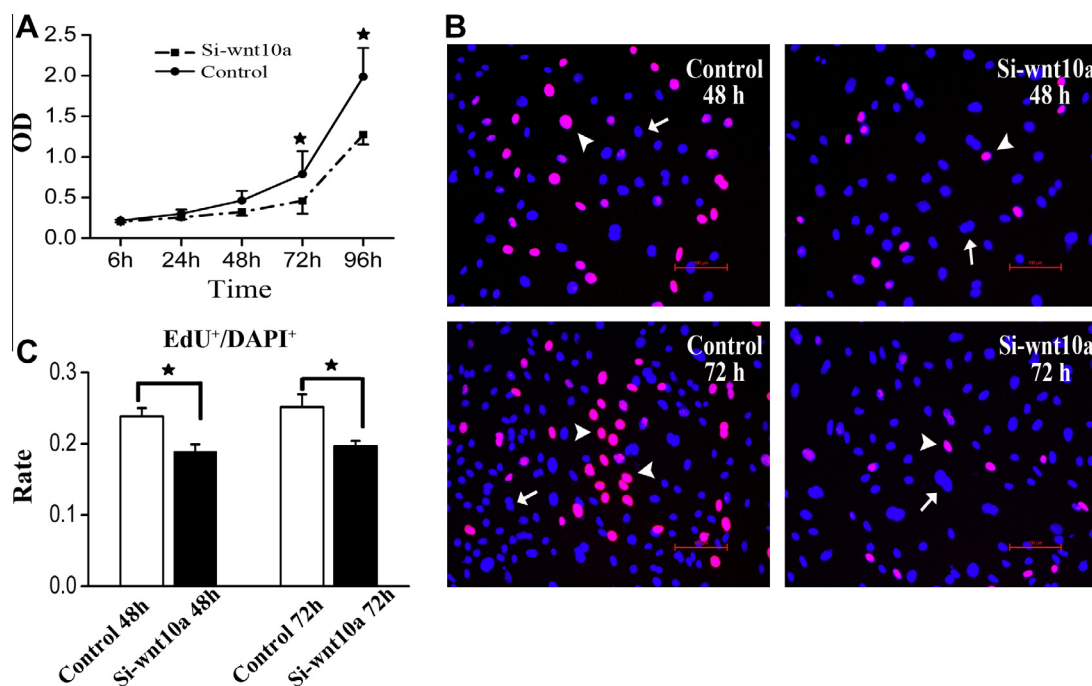 A
2.5
2.0
1.5
1.0
0.5
0.0
OD
Si-wnt10a
Control
6h 24h 48h 72h 96h
Time
B
Control
48 h
Si-wnt10a
48 h
Control
72 h
Si-wnt10a
72 h
C
EdU⁺/DAPI⁺
0.3
0.2
0.1
0.0
Rate
Control 48h
Si-wnt10a 48h
Control 72h
Si-wnt10a 72h